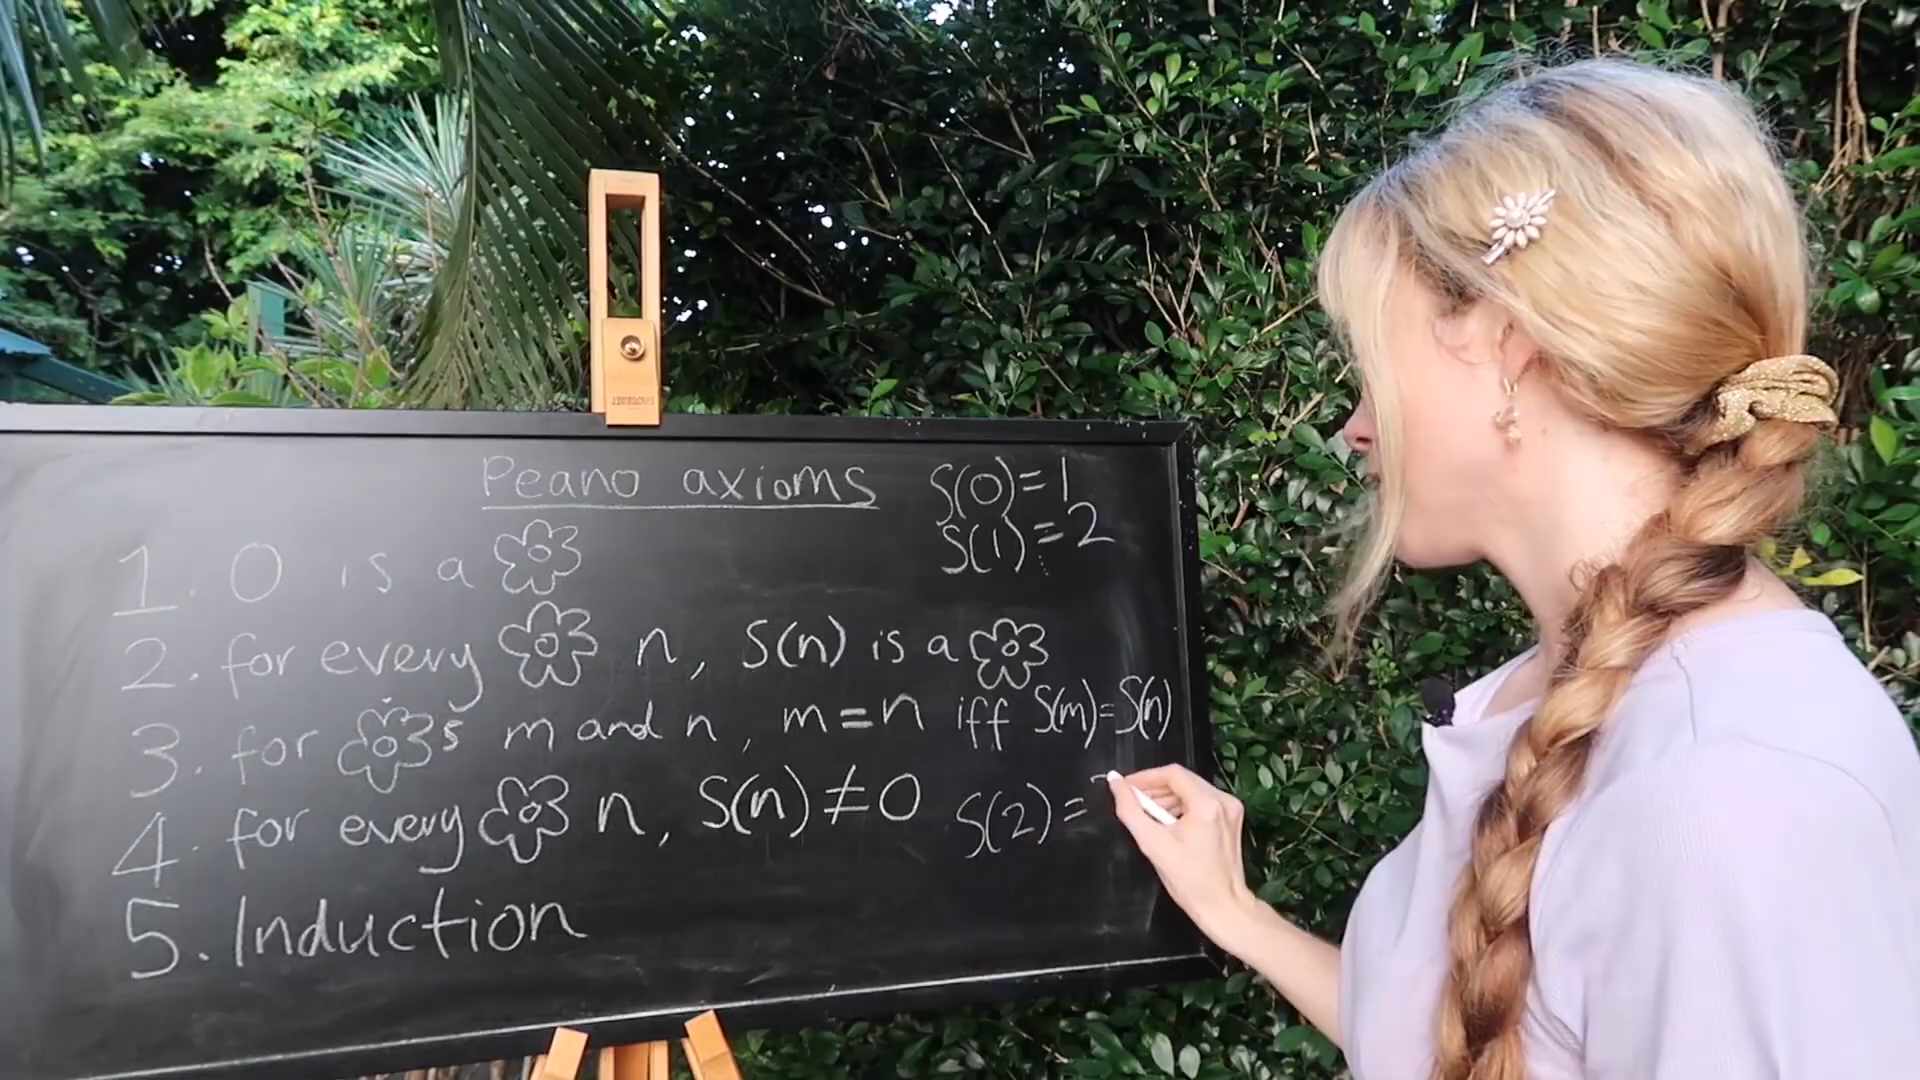 Peano axioms
S(0)=1
S(1)=2
1. 0 is a
2. for every n, S(n) is a
3. for s m and n, m=n iff S(m)=S(n)
4. for every n, S(n)≠0
S(2)=
5. Induction